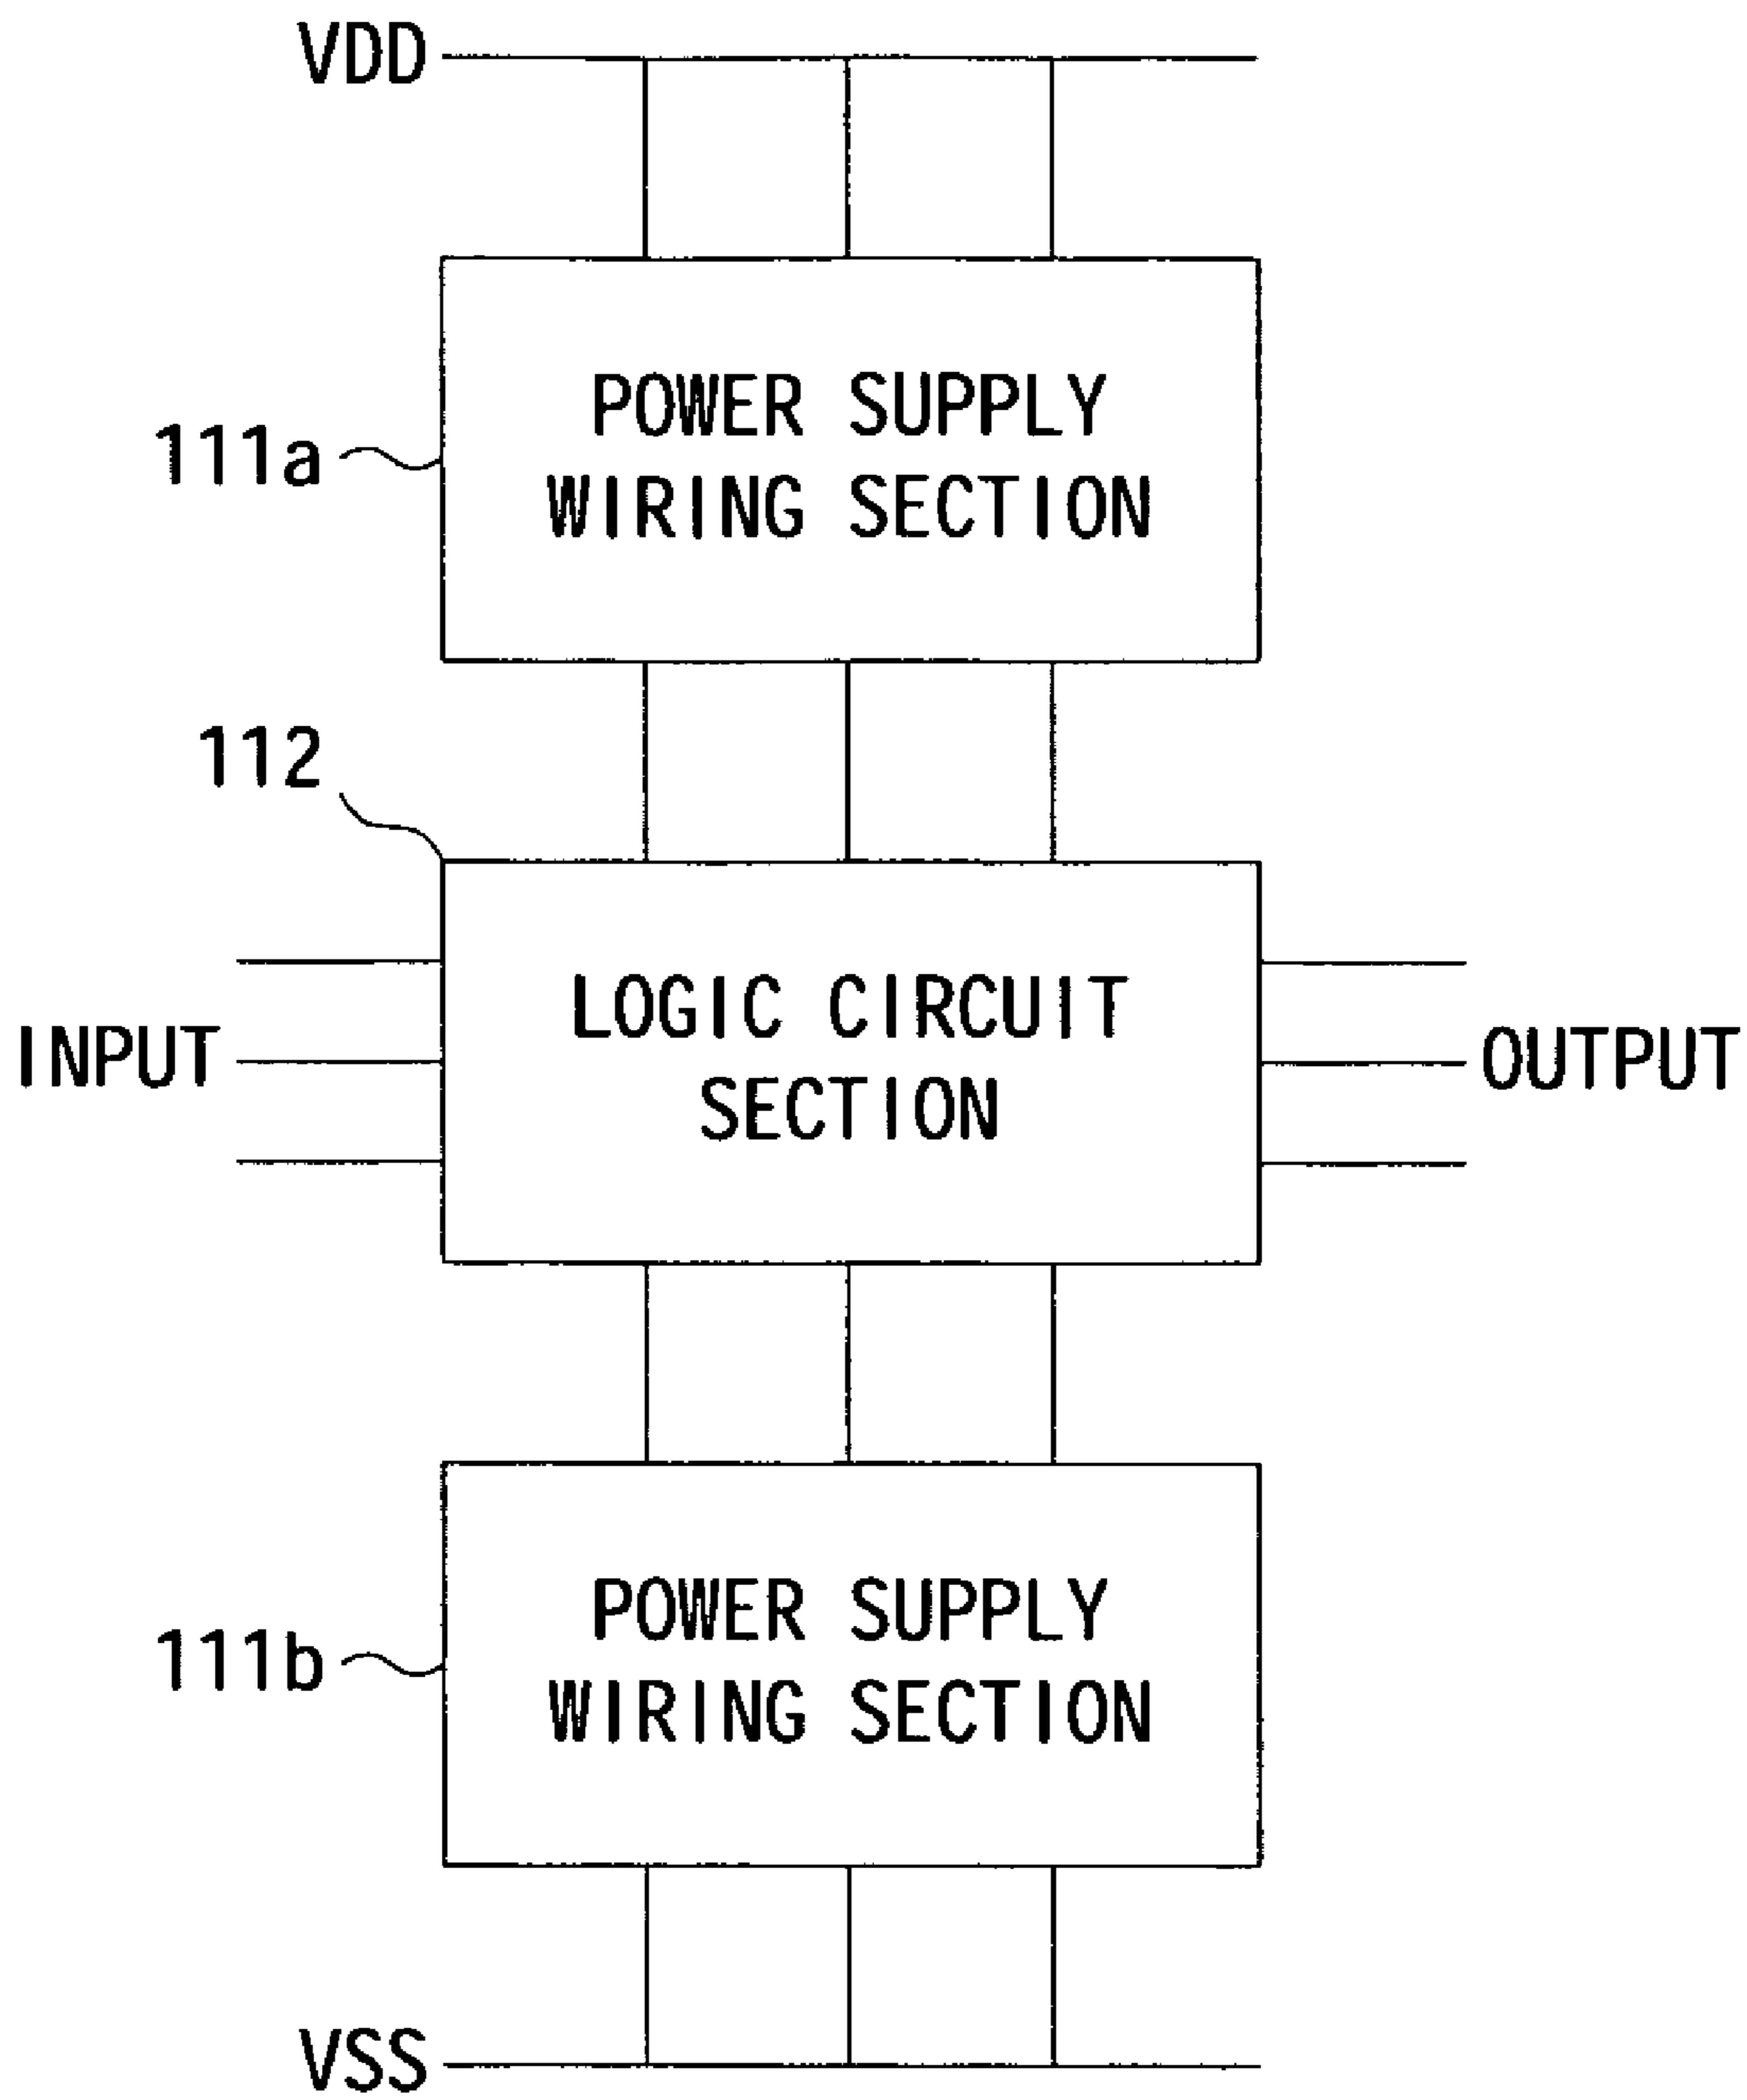 VDD
POWER SUPPLY
111a
WIRING SECTION
112
LOGIC CIRCUIT
INPUT
OUTPUT
SECTION
POWER SUPPLY
111b
WIRING SECTION
VSS